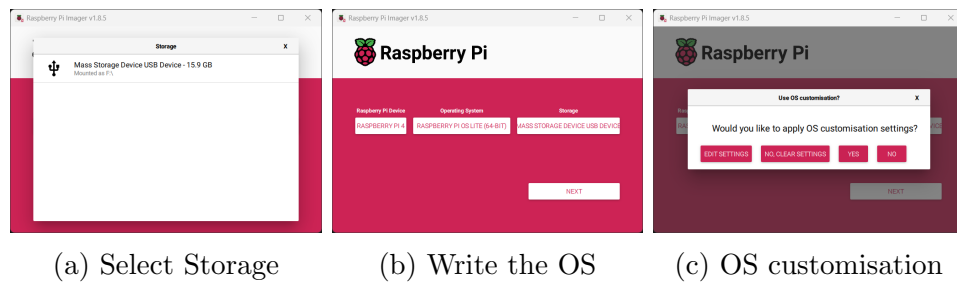 Raspberry Pi Imager v1.8.5
Storage
X
Mass Storage Device USB Device - 15.9 GB
Mounted as F:\
(a) Select Storage
Raspberry Pi Imager v1.8.5
Raspberry Pi
Raspberry Pi Device Operating System Storage
RASPBERRY PI 4 RASPBERRY PI OS LITE (64-BIT) MASS STORAGE DEVICE USB DEVICE
NEXT
(b) Write the OS
Raspberry Pi Imager v1.8.5
Raspberry Pi
Use OS customisation?
X
Would you like to apply OS customisation settings?
EDIT SETTINGS NO, CLEAR SETTINGS YES NO
NEXT
(c) OS customisation